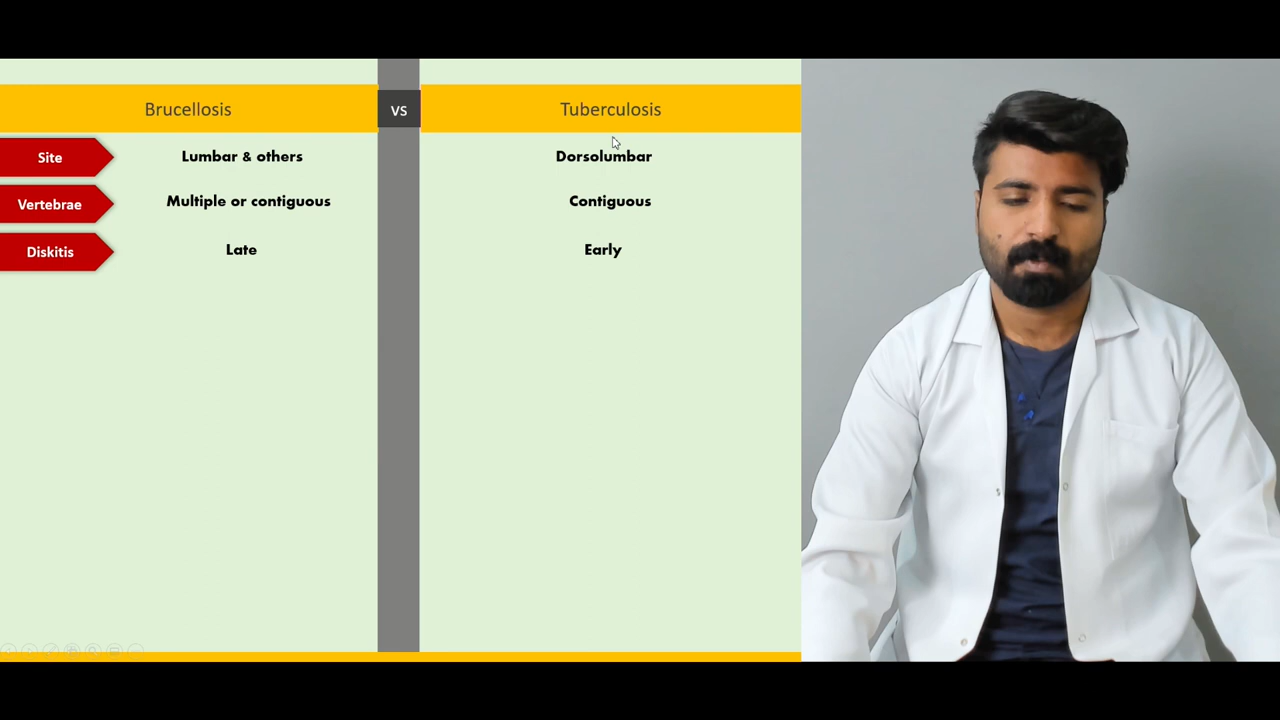 Brucellosis vs Tuberculosis
Site Lumbar & others Dorsolumbar
Vertebrae Multiple or contiguous Contiguous
Diskitis Late Early